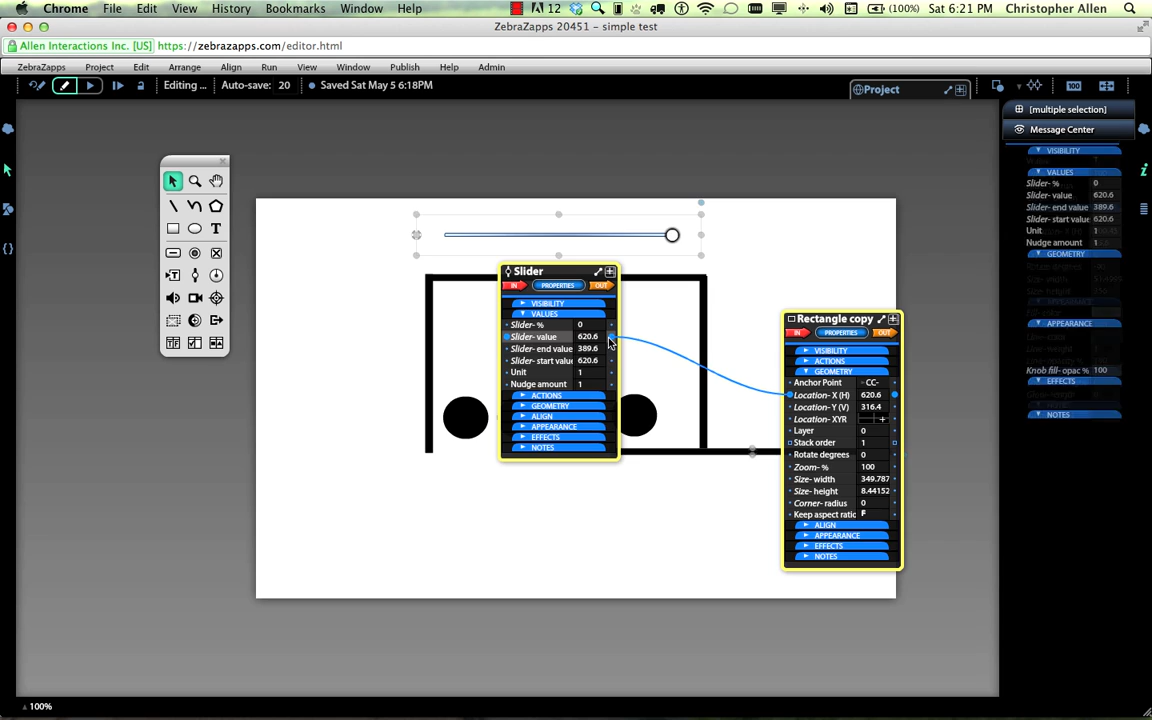 Chrome File Edit View History Bookmarks Window Help 12 (100%) Sat 6:21 PM Christopher Allen
ZebraZapps 20451 - simple test
Allen Interactions Inc. [US] https://zebrazapps.com/editor.html
ZebraZapps Project Edit Arrange Align Run View Window Publish Help Admin
Editing ... Auto-save: 20 Saved Sat May 5 6:18PM Project 100
[multiple selection]
Message Center
VISIBILITY
VALUES
Slider- % 0
Slider- value 620.6
Slider- end value 389.6
Slider- start value 620.6
Unit 1
Nudge amount 1
GEOMETRY
APPEARANCE
Knob fill- opac % 100
EFFECTS
NOTES
T
T
Slider
IN PROPERTIES OUT
VISIBILITY
VALUES
Slider- % 0
Slider- value 620.6
Slider- end value 389.6
Slider- start value 620.6
Unit 1
Nudge amount 1
ACTIONS
GEOMETRY
ALIGN
APPEARANCE
EFFECTS
NOTES
Rectangle copy
IN PROPERTIES OUT
VISIBILITY
ACTIONS
GEOMETRY
Anchor Point -CC-
Location- X (H) 620.6
Location- Y (V) 316.4
Location- XYR
Layer 0
Stack order 1
Rotate degrees 0
Zoom- % 100
Size- width 349.787
Size- height 8.44152
Corner- radius 0
Keep aspect ratio F
ALIGN
APPEARANCE
EFFECTS
NOTES
100%